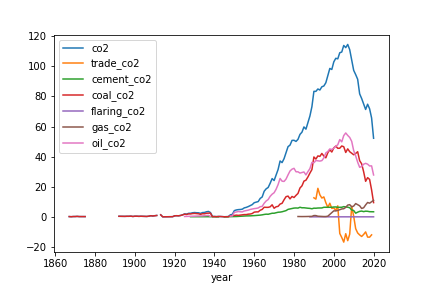 120
100
80
60
40
20
0
−20
co2
trade_co2
cement_co2
coal_co2
flaring_co2
gas_co2
oil_co2
1860 1880 1900 1920 1940 1960 1980 2000 2020
year